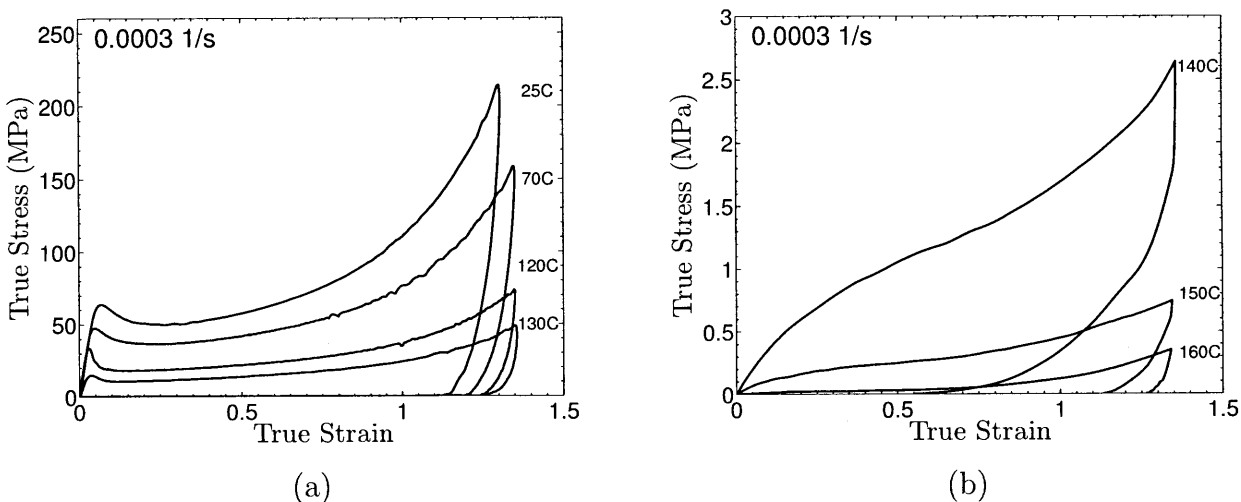 0.0003 1/s
250
200
150
100
50
0
0
0.5
1
1.5
25C
70C
120C
130C
True Stress (MPa)
True Strain
(a)
0.0003 1/s
3
2.5
2
1.5
1
0.5
0
0
0.5
1
1.5
140C
150C
160C
True Stress (MPa)
True Strain
(b)